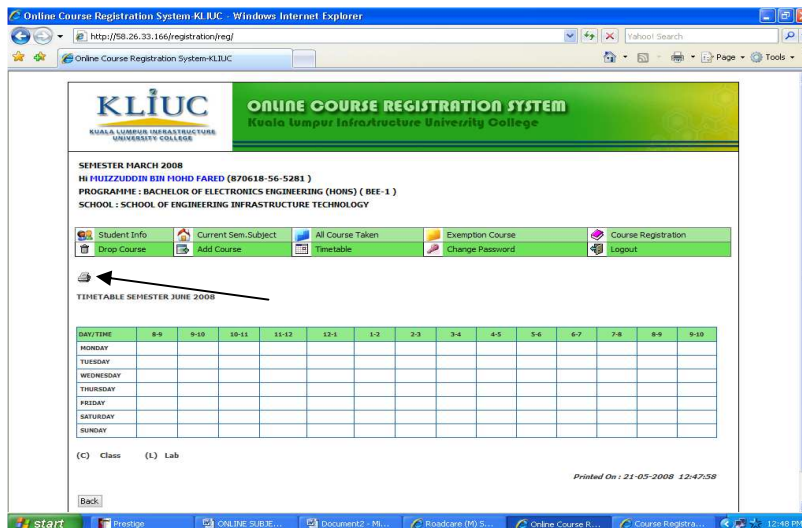 Online Course Registration System-KLIUC - Windows Internet Explorer
http://58.26.33.166/registration/reg/
Yahoo! Search
Online Course Registration System-KLIUC
Page Tools
KLIUC
KUALA LUMPUR INFRASTRUCTURE
UNIVERSITY COLLEGE
ONLINE COURSE REGISTRATION SYSTEM
Kuala Lumpur Infrastructure University College
SEMESTER MARCH 2008
Hi MUIZZUDDIN BIN MOHD FARED (870618-56-5281 )
PROGRAMME : BACHELOR OF ELECTRONICS ENGINEERING (HONS) ( BEE-1 )
SCHOOL : SCHOOL OF ENGINEERING INFRASTRUCTURE TECHNOLOGY
Student Info Current Sem.Subject All Course Taken Exemption Course Course Registration
Drop Course Add Course Timetable Change Password Logout
TIMETABLE SEMESTER JUNE 2008
DAY/TIME 8-9 9-10 10-11 11-12 12-1 1-2 2-3 3-4 4-5 5-6 6-7 7-8 8-9 9-10
MONDAY
TUESDAY
WEDNESDAY
THURSDAY
FRIDAY
SATURDAY
SUNDAY
(C) Class (L) Lab
Printed On : 21-05-2008 12:47:58
Back
start Prestige ONLINE SUBJE... Document2 - Mi... Roadcare (M) S... Online Course R... Course Registra... 12:48 PM